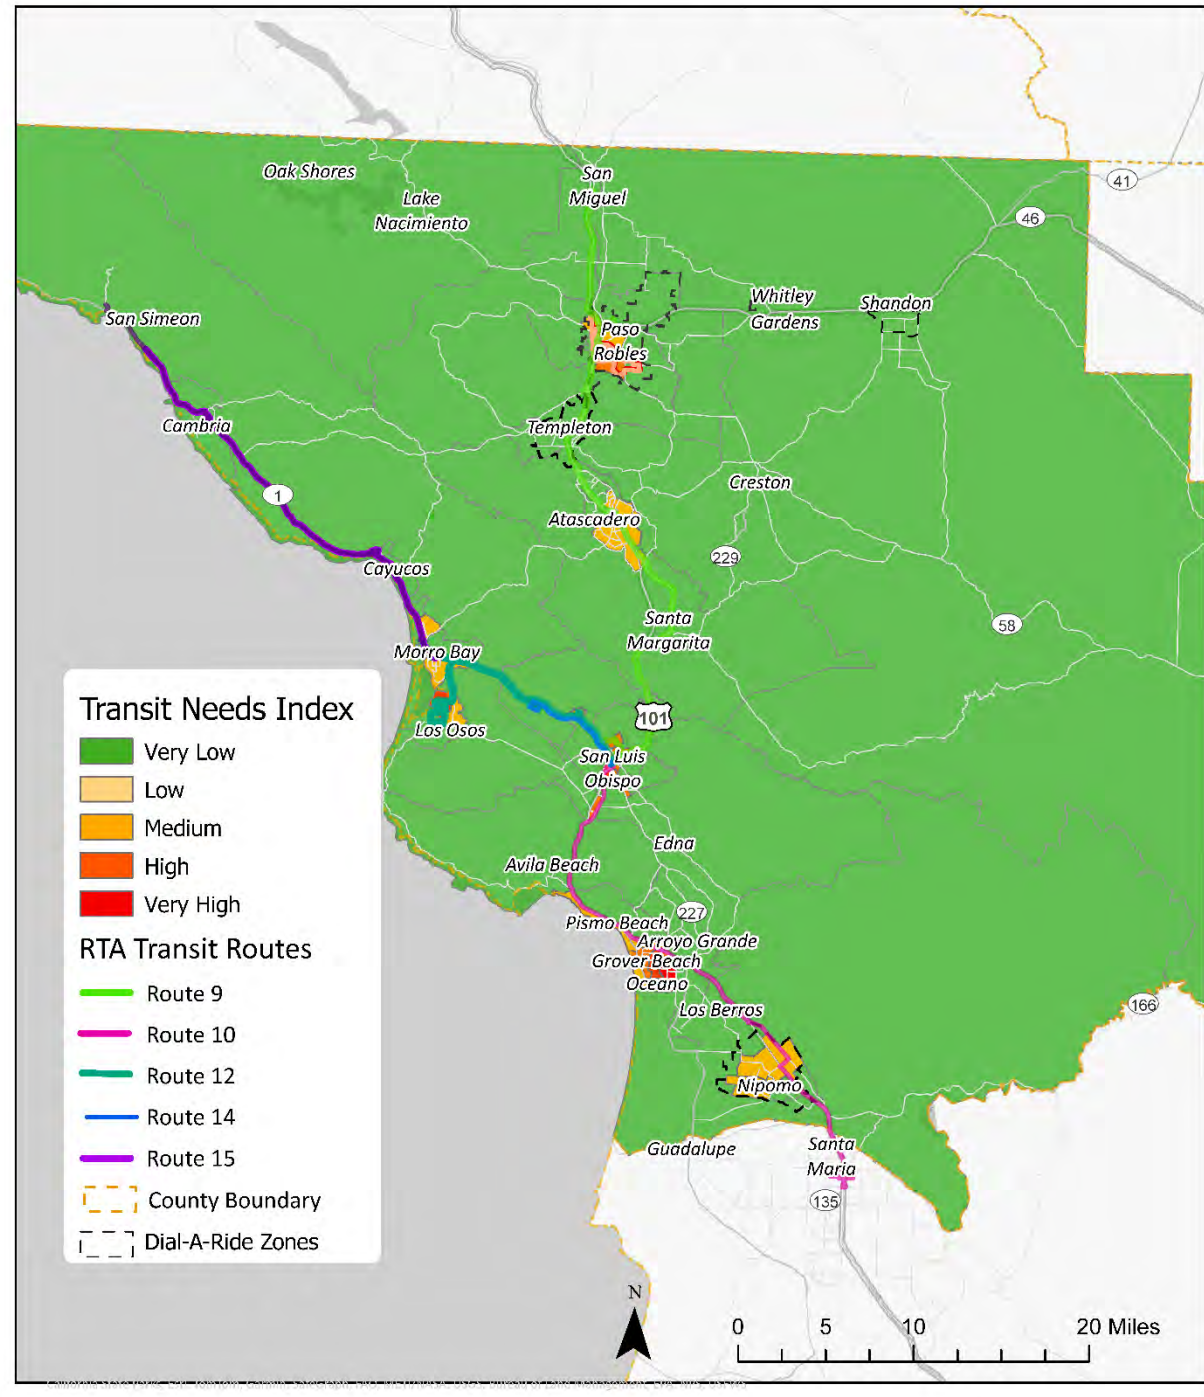 Oak Shores
San
Miguel
Lake
Nacimiento
41
46
San Simeon
Whitley
Gardens
Shandon
Paso
Robles
Cambria
Templeton
1
Creston
Atascadero
229
Cayucos
58
Santa
Margarita
Morro Bay
101
Los Osos
San Luis
Obispo
Edna
Avila Beach
227
Pismo Beach
Arroyo Grande
Grover Beach
Oceano
Los Berros
166
Nipomo
Guadalupe
Santa
Maria
135
Transit Needs Index
Very Low
Low
Medium
High
Very High
RTA Transit Routes
Route 9
Route 10
Route 12
Route 14
Route 15
County Boundary
Dial-A-Ride Zones
N
0 5 10 20 Miles